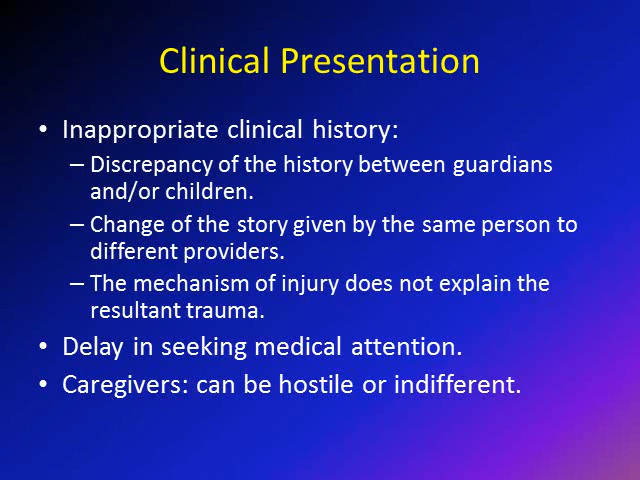 Clinical Presentation
• Inappropriate clinical history:
– Discrepancy of the history between guardians
and/or children.
– Change of the story given by the same person to
different providers.
– The mechanism of injury does not explain the
resultant trauma.
• Delay in seeking medical attention.
• Caregivers: can be hostile or indifferent.